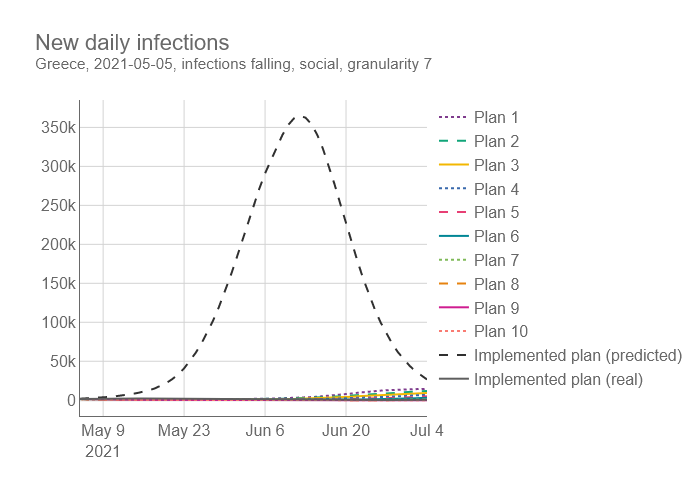 New daily infections
Greece, 2021-05-05, infections falling, social, granularity 7
350k
300k
250k
200k
150k
100k
50k
0
May 9
2021
May 23
Jun 6
Jun 20
Jul 4
Plan 1
Plan 2
Plan 3
Plan 4
Plan 5
Plan 6
Plan 7
Plan 8
Plan 9
Plan 10
Implemented plan (predicted)
Implemented plan (real)